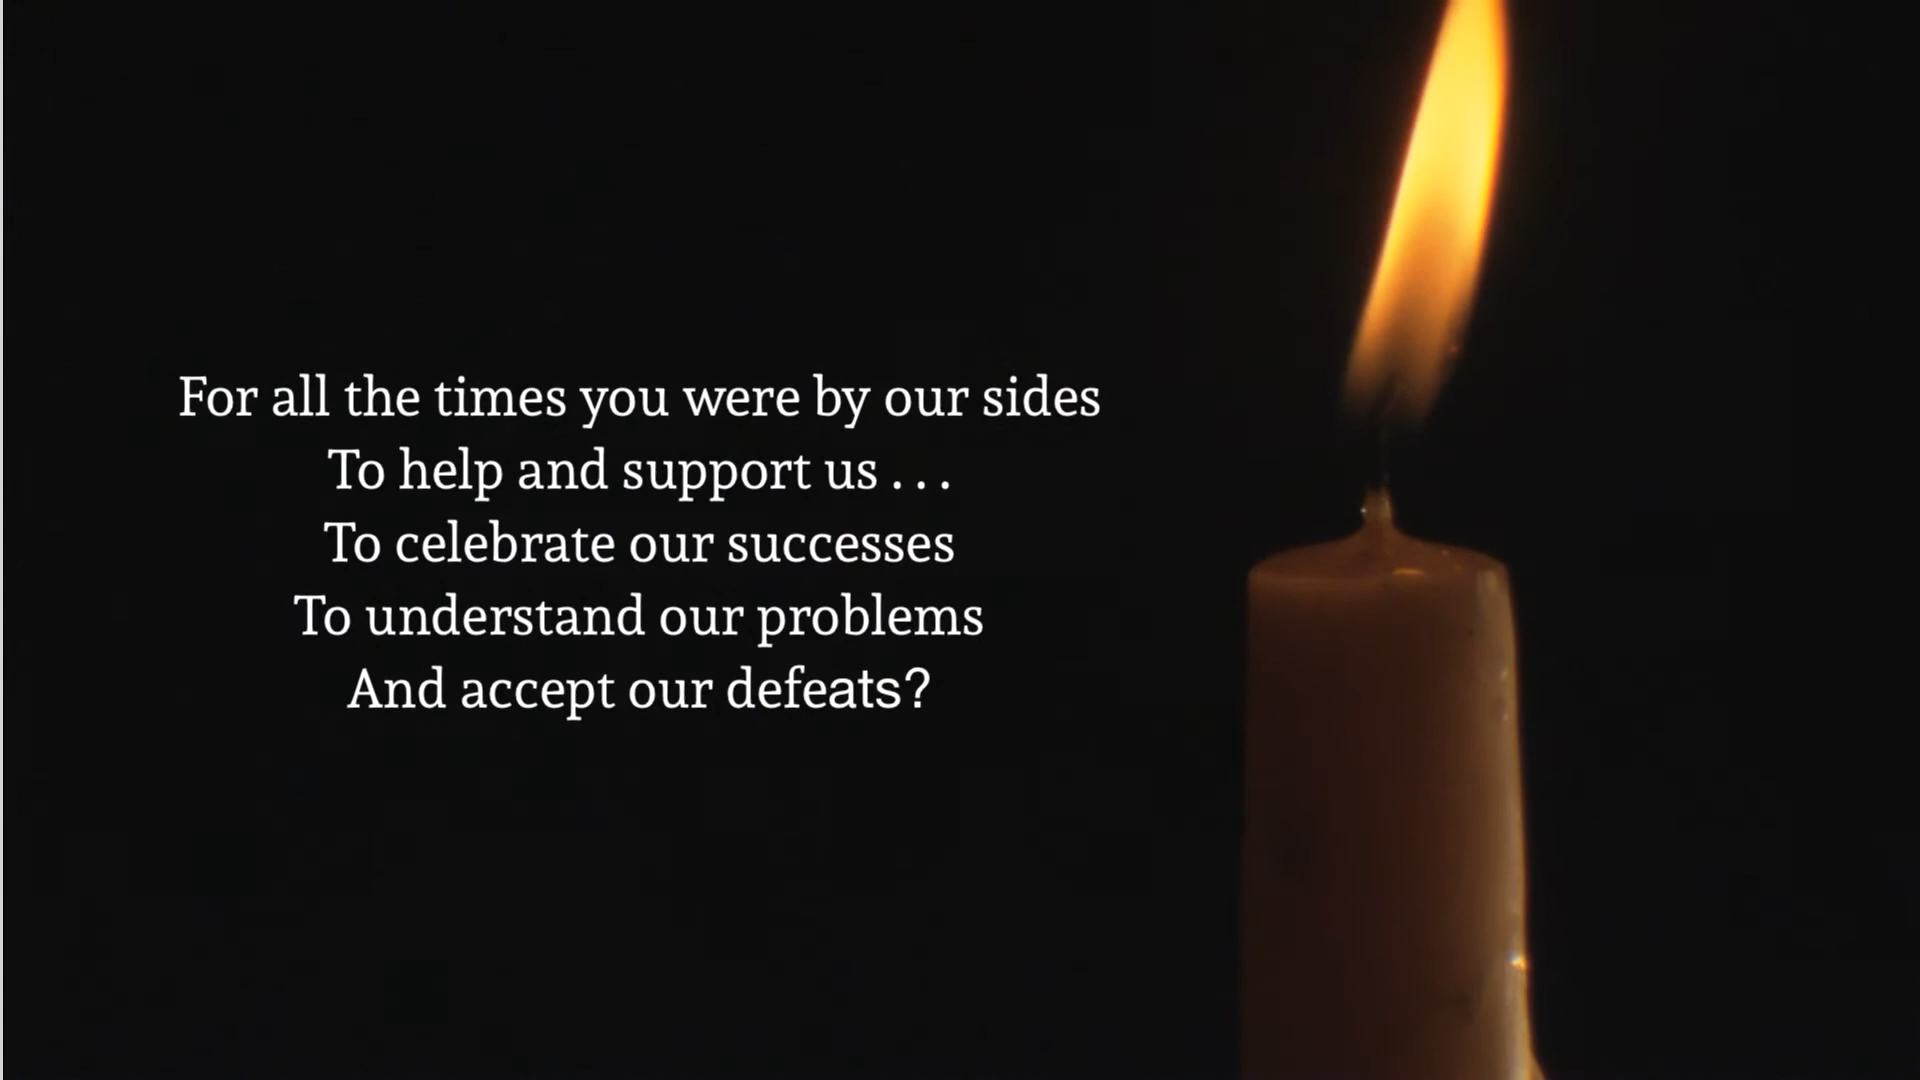 For all the times you were by our sides
To help and support us . . .
To celebrate our successes
To understand our problems
And accept our defeats?